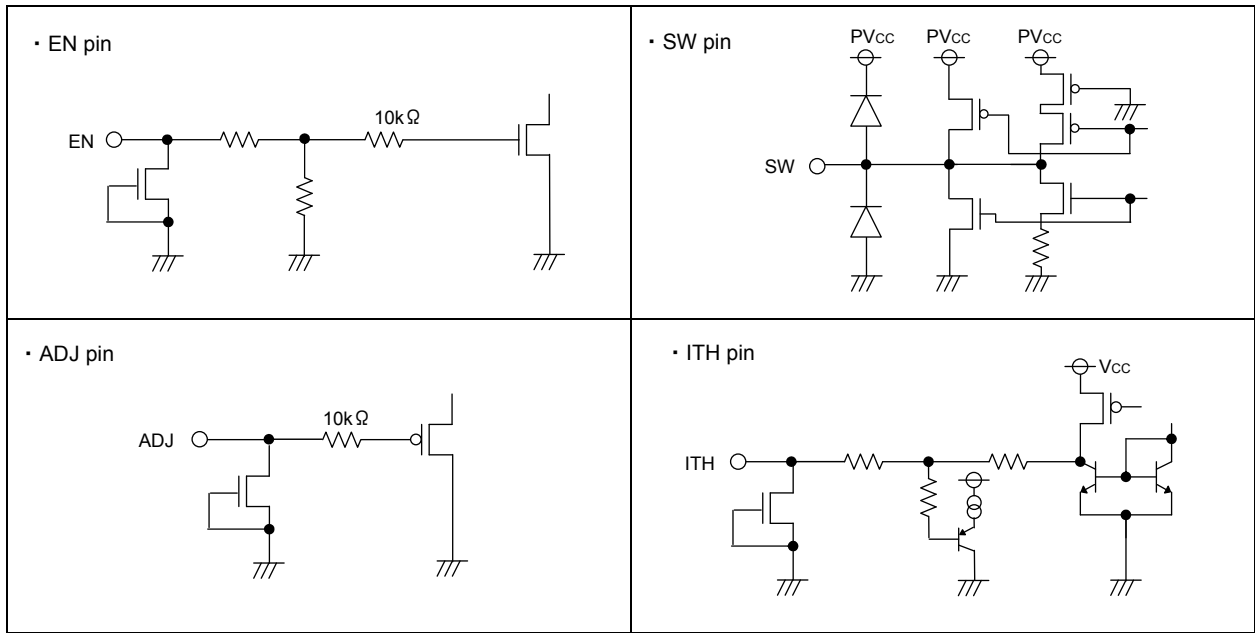 ・EN pin
10kΩ
EN
・SW pin
PVCC PVCC PVCC
SW
・ADJ pin
10kΩ
ADJ
・ITH pin
VCC
ITH